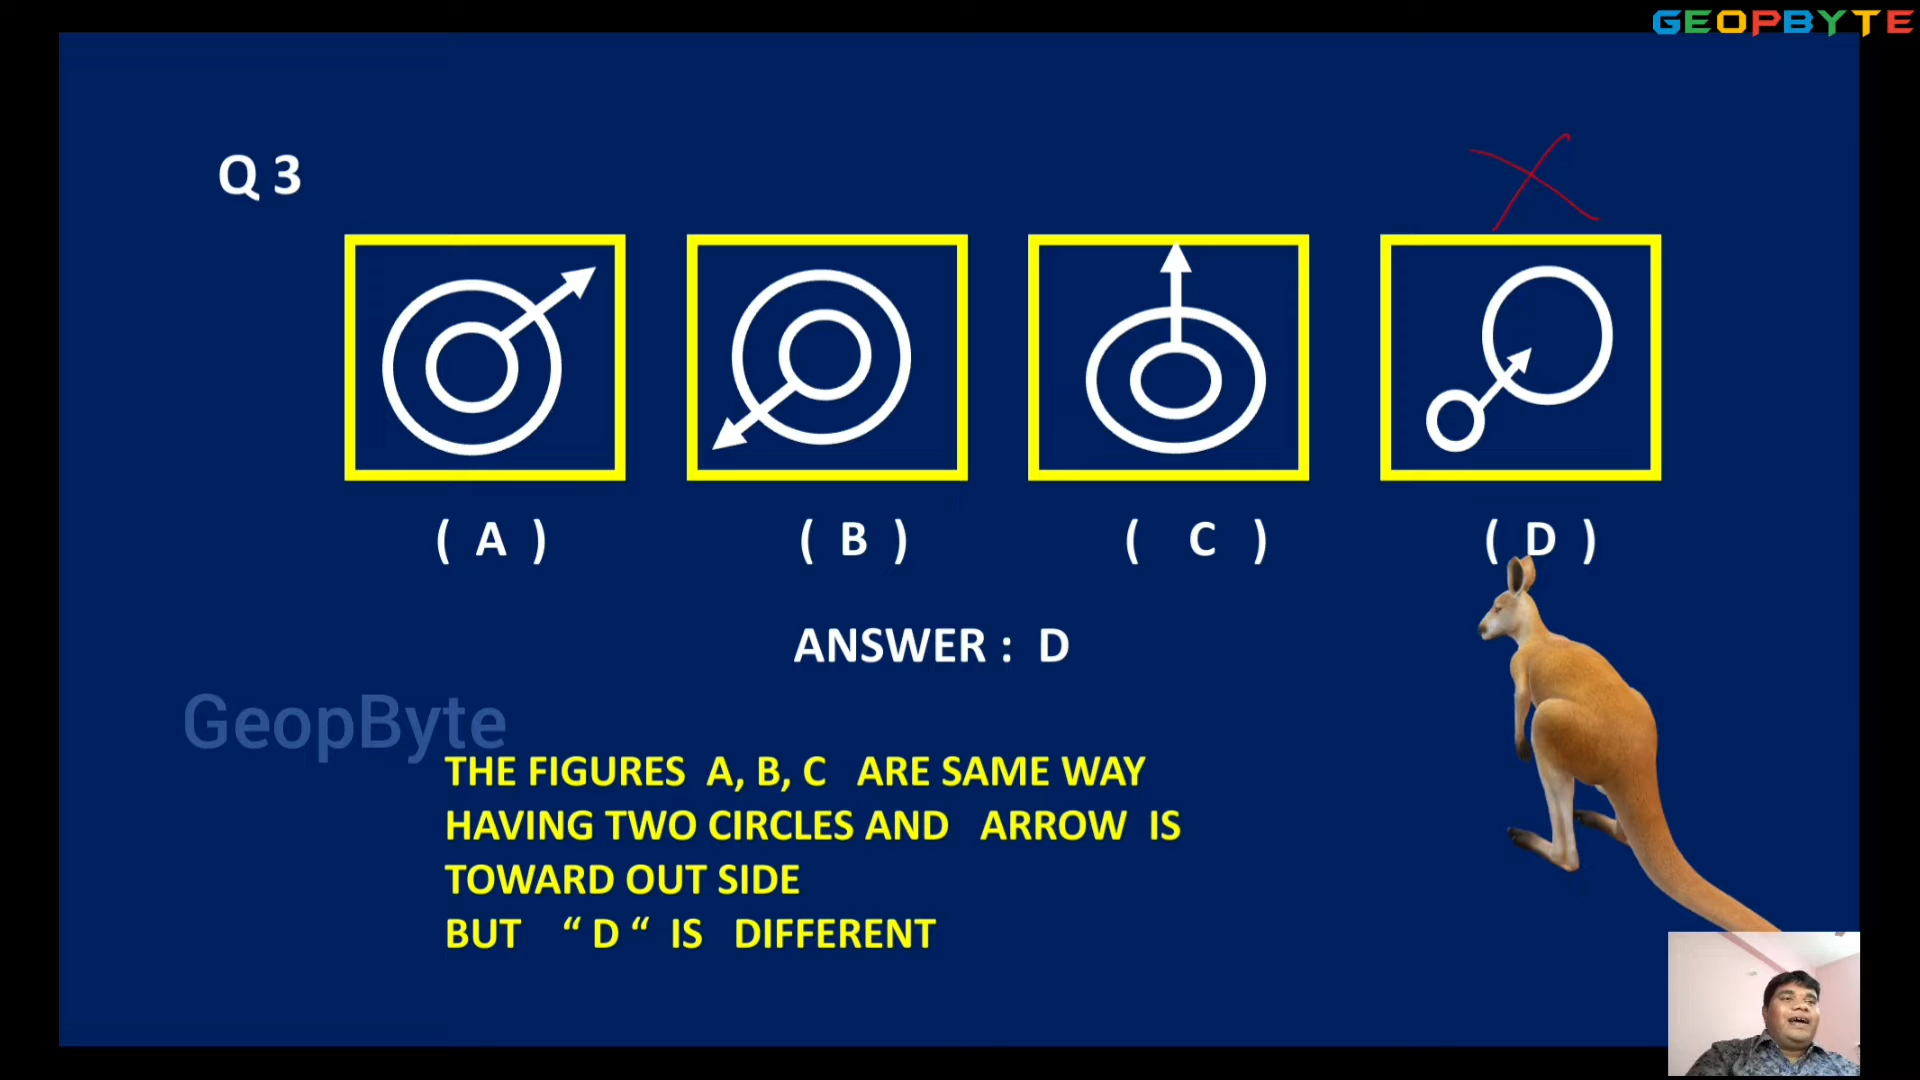 GEOPBYTE
Q 3
( A ) ( B ) ( C ) ( D )
ANSWER : D
GeopByte
THE FIGURES A, B, C ARE SAME WAY
HAVING TWO CIRCLES AND ARROW IS
TOWARD OUT SIDE
BUT “ D “ IS DIFFERENT